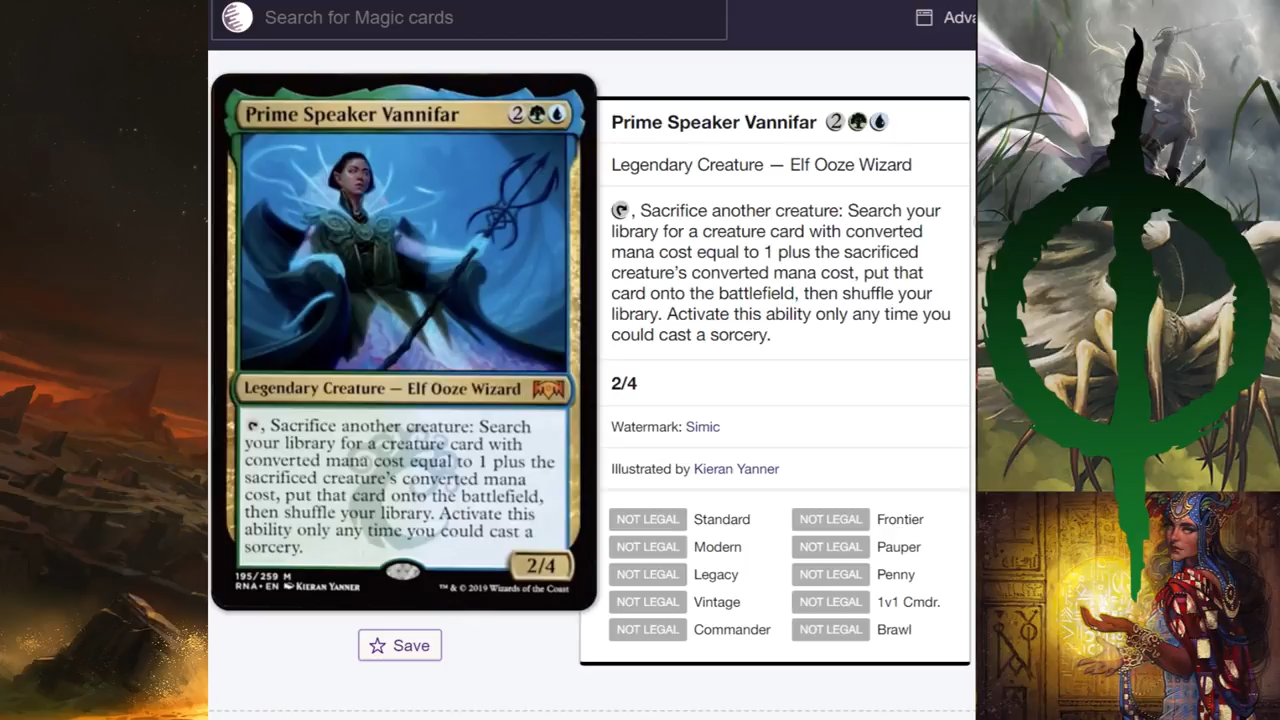 Search for Magic cards
Adva
Prime Speaker Vannifar 2
Legendary Creature — Elf Ooze Wizard
, Sacrifice another creature: Search
your library for a creature card with
converted mana cost equal to 1 plus the
sacrificed creature's converted mana
cost, put that card onto the battlefield,
then shuffle your library. Activate this
ability only any time you could cast a
sorcery.
2/4
195/259 M
RNA • EN KIERAN YANNER
™ & © 2019 Wizards of the Coast
Save
Prime Speaker Vannifar 2
Legendary Creature — Elf Ooze Wizard
, Sacrifice another creature: Search your
library for a creature card with converted
mana cost equal to 1 plus the sacrificed
creature's converted mana cost, put that
card onto the battlefield, then shuffle your
library. Activate this ability only any time you
could cast a sorcery.
2/4
Watermark: Simic
Illustrated by Kieran Yanner
NOT LEGAL Standard NOT LEGAL Frontier
NOT LEGAL Modern NOT LEGAL Pauper
NOT LEGAL Legacy NOT LEGAL Penny
NOT LEGAL Vintage NOT LEGAL 1v1 Cmdr.
NOT LEGAL Commander NOT LEGAL Brawl